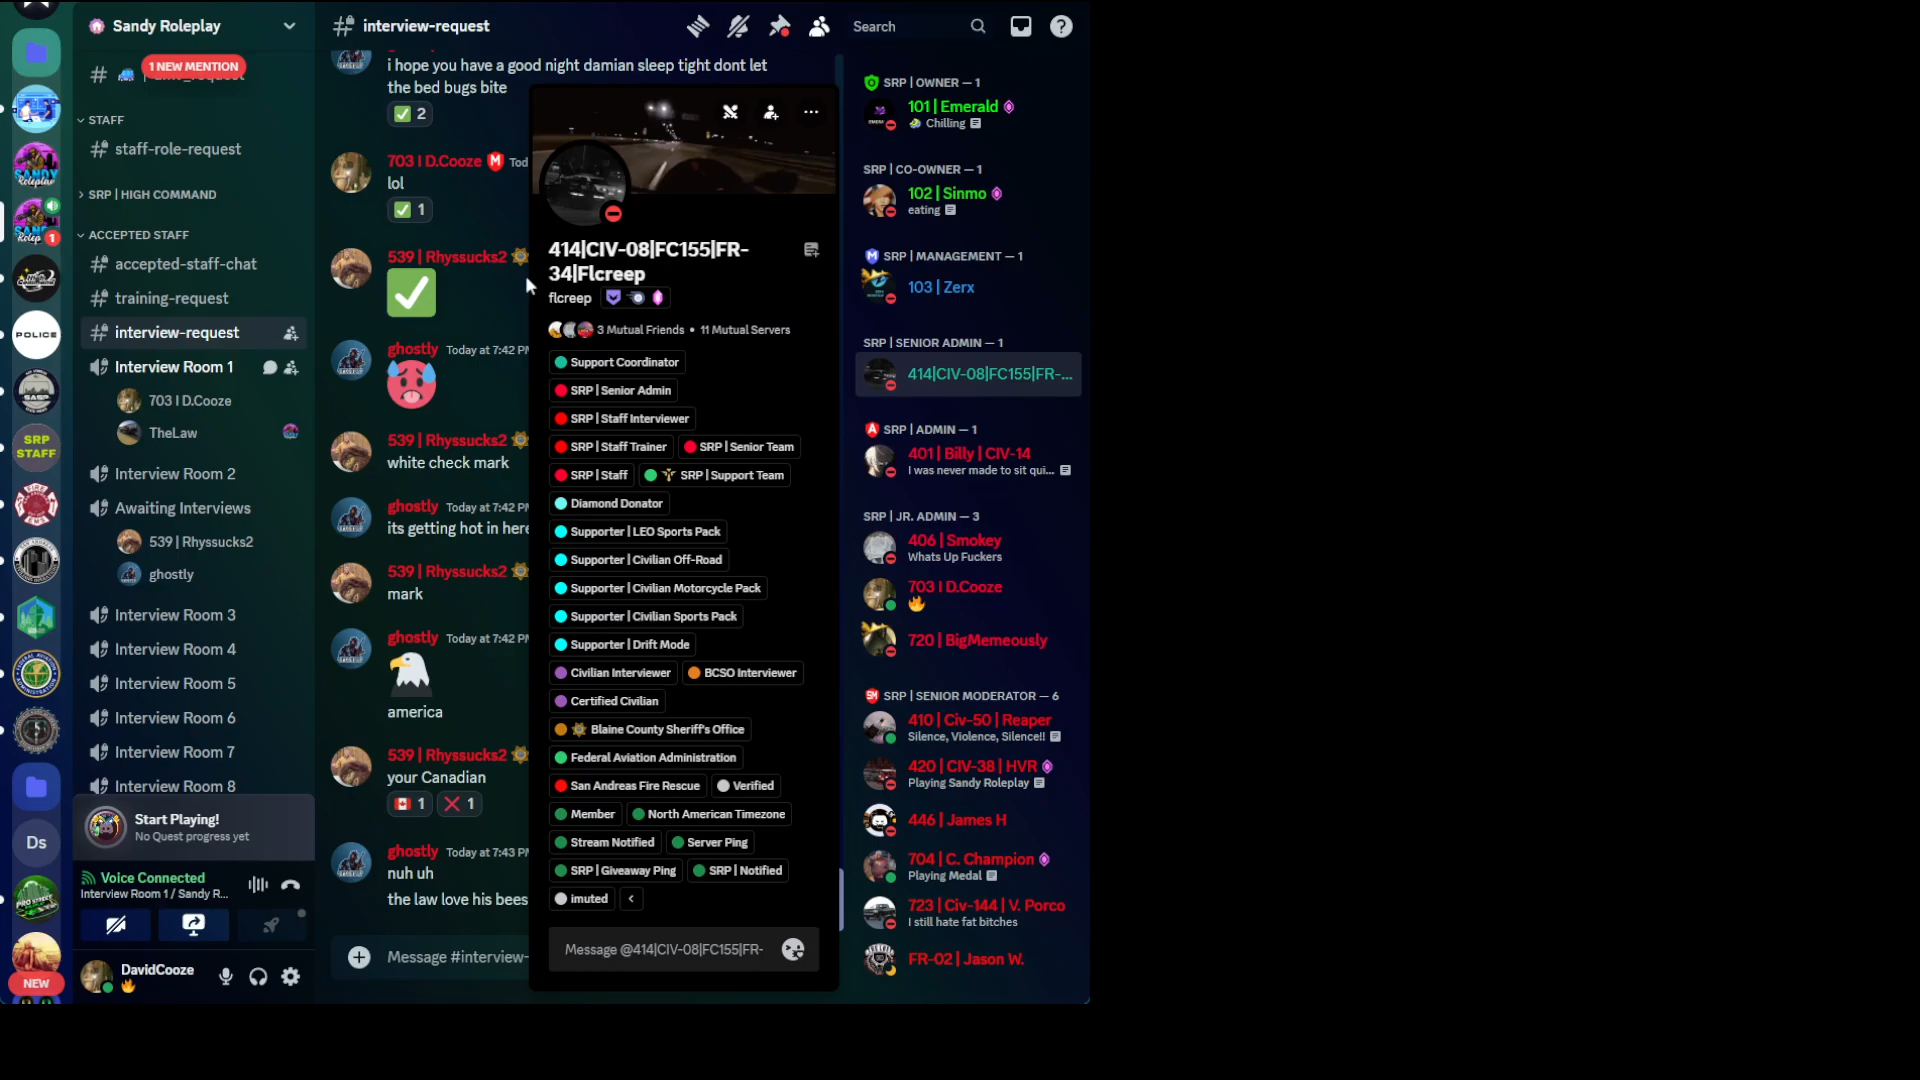 Sandy Roleplay
1 NEW MENTION
STAFF
staff-role-request
SRP | HIGH COMMAND
ACCEPTED STAFF
accepted-staff-chat
training-request
interview-request
Interview Room 1
703 I D.Cooze
TheLaw
Interview Room 2
Awaiting Interviews
539 | Rhyssucks2
ghostly
Interview Room 3
Interview Room 4
Interview Room 5
Interview Room 6
Interview Room 7
Interview Room 8
Start Playing!
No Quest progress yet
Voice Connected
Interview Room 1 / Sandy R...
DavidCooze
POLICE
SASP
SRP
STAFF
Ds
NEW
1
interview-request
Search
i hope you have a good night damian sleep tight dont let
the bed bugs bite
2
703 I D.Cooze Tod
lol
1
539 | Rhyssucks2
ghostly Today at 7:42 PM
539 | Rhyssucks2
white check mark
ghostly Today at 7:42 PM
its getting hot in here
539 | Rhyssucks2
mark
ghostly Today at 7:42 PM
america
539 | Rhyssucks2
your Canadian
1 1
ghostly Today at 7:43 PM
nuh uh
the law love his bees
Message #interview-
414|CIV-08|FC155|FR-
34|Flcreep
flcreep
3 Mutual Friends • 11 Mutual Servers
Support Coordinator
SRP | Senior Admin
SRP | Staff Interviewer
SRP | Staff Trainer SRP | Senior Team
SRP | Staff SRP | Support Team
Diamond Donator
Supporter | LEO Sports Pack
Supporter | Civilian Off-Road
Supporter | Civilian Motorcycle Pack
Supporter | Civilian Sports Pack
Supporter | Drift Mode
Civilian Interviewer BCSO Interviewer
Certified Civilian
Blaine County Sheriff's Office
Federal Aviation Administration
San Andreas Fire Rescue Verified
Member North American Timezone
Stream Notified Server Ping
SRP | Giveaway Ping SRP | Notified
imuted
Message @414|CIV-08|FC155|FR-
SRP | OWNER — 1
101 | Emerald
Chilling
SRP | CO-OWNER — 1
102 | Sinmo
eating
SRP | MANAGEMENT — 1
103 | Zerx
SRP | SENIOR ADMIN — 1
414|CIV-08|FC155|FR-...
SRP | ADMIN — 1
401 | Billy | CIV-14
I was never made to sit qui...
SRP | JR. ADMIN — 3
406 | Smokey
Whats Up Fuckers
703 I D.Cooze
720 | BigMemeously
SRP | SENIOR MODERATOR — 6
410 | Civ-50 | Reaper
Silence, Violence, Silence!!
420 | CIV-38 | HVR
Playing Sandy Roleplay
446 | James H
704 | C. Champion
Playing Medal
723 | Civ-144 | V. Porco
I still hate fat bitches
FR-02 | Jason W.